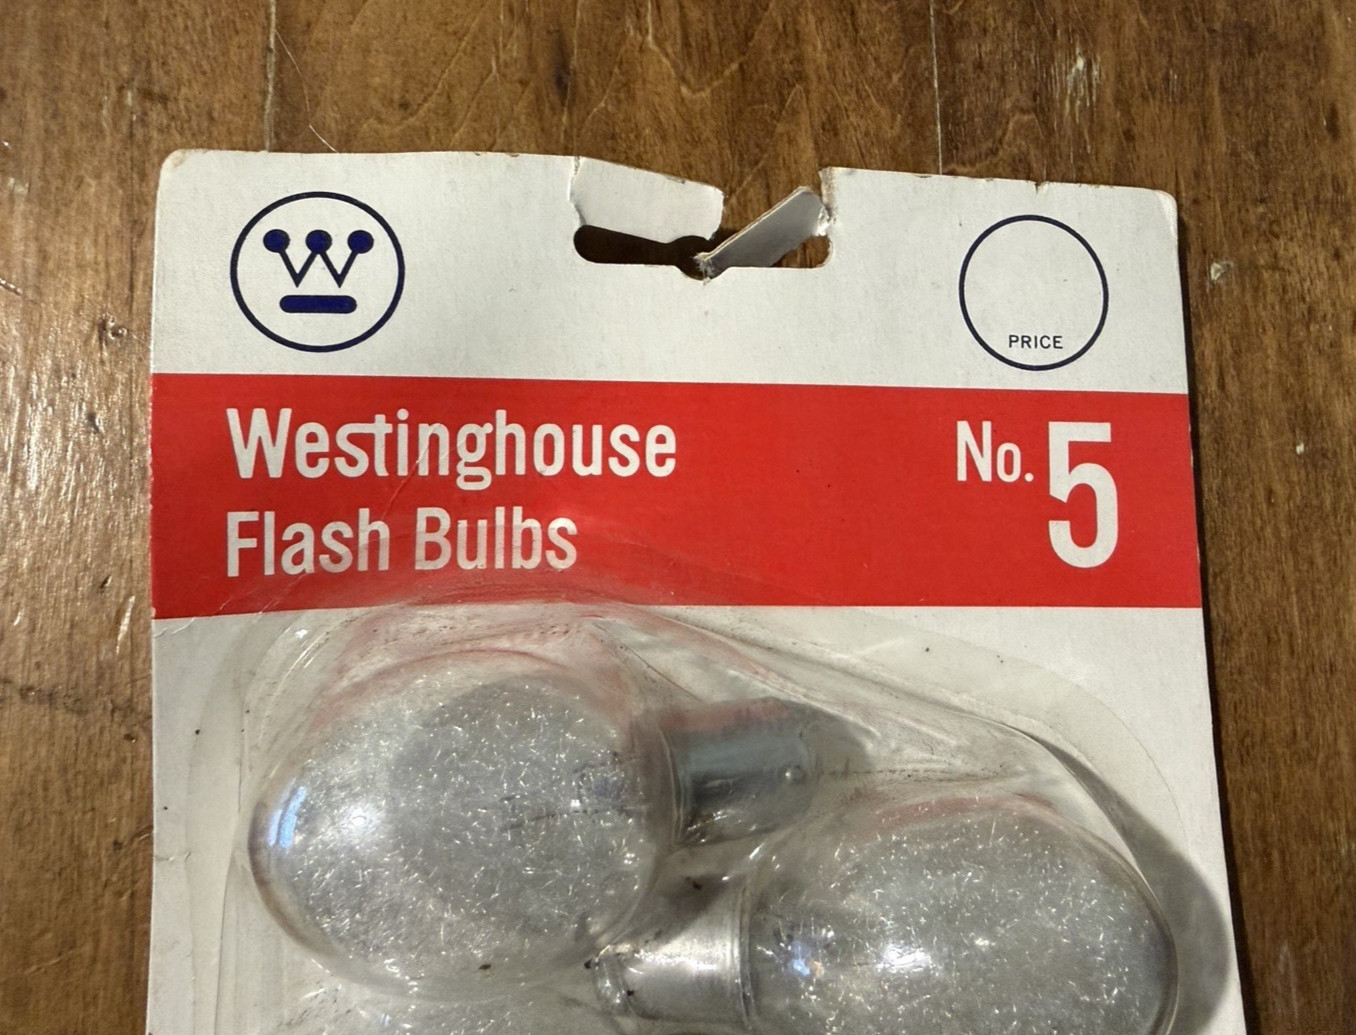 W
PRICE
Westinghouse
No. 5
Flash Bulbs